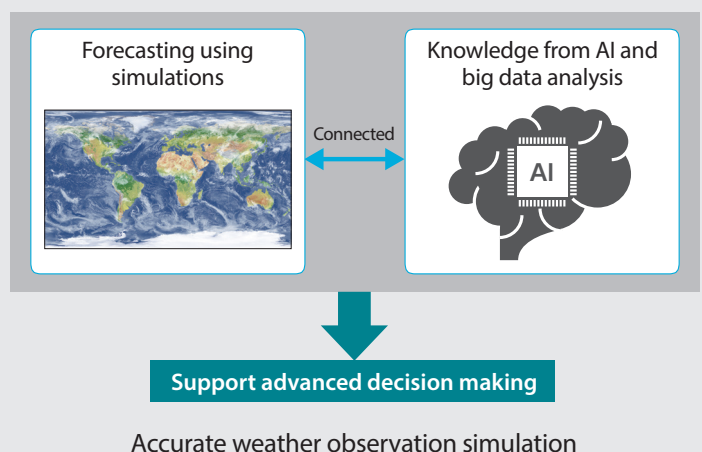 Forecasting using
simulations
Knowledge from AI and
big data analysis
Connected
AI
Support advanced decision making
Accurate weather observation simulation